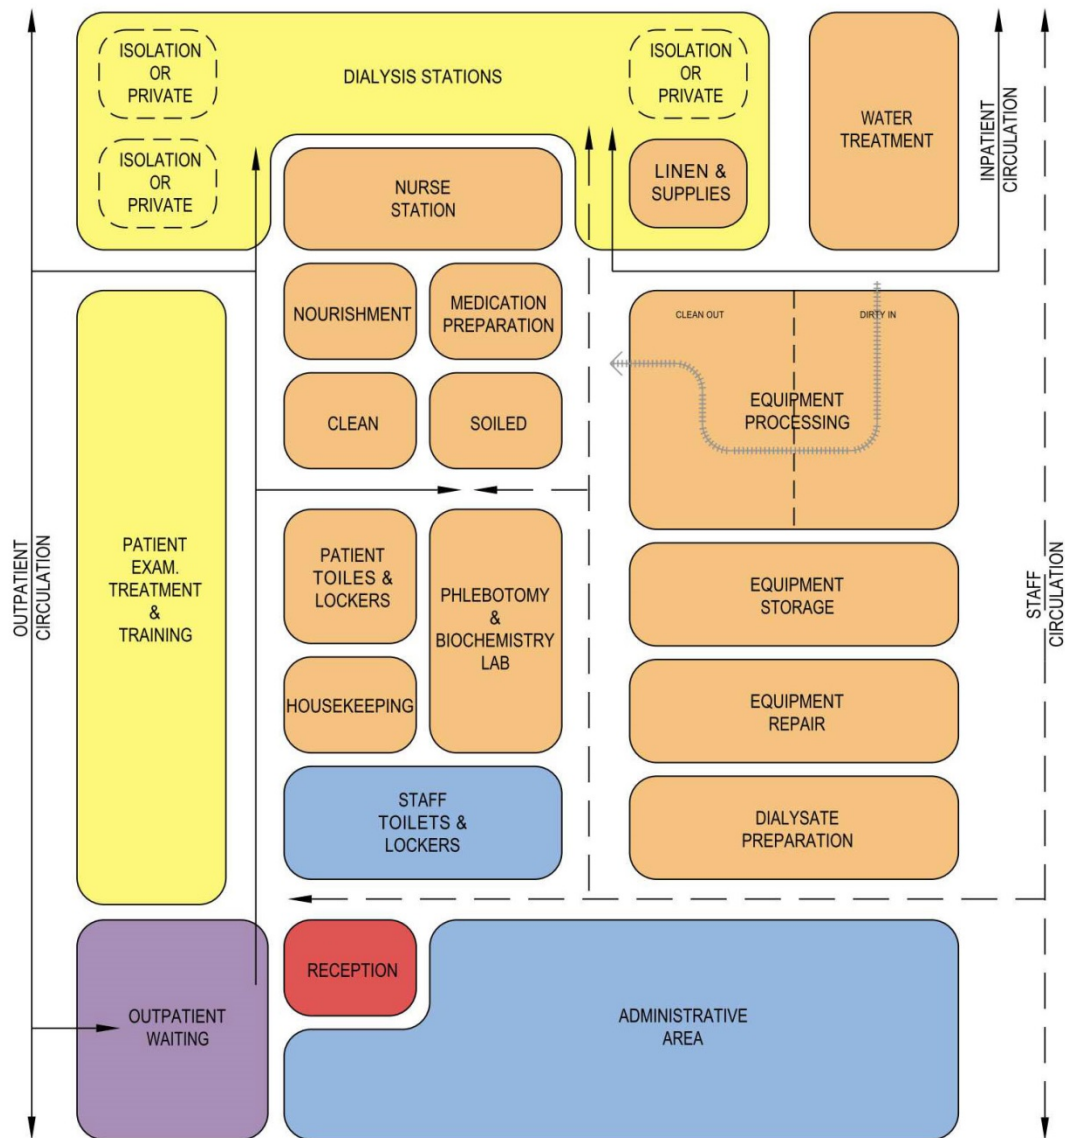 ISOLATION
OR
PRIVATE
DIALYSIS STATIONS
ISOLATION
OR
PRIVATE
WATER
TREATMENT
INPATIENT
CIRCULATION
ISOLATION
OR
PRIVATE
LINEN &
SUPPLIES
NURSE
STATION
NOURISHMENT
MEDICATION
PREPARATION
CLEAN OUT
DIRTY IN
EQUIPMENT
PROCESSING
CLEAN
SOILED
OUTPATIENT
CIRCULATION
PATIENT
EXAM.
TREATMENT
&
TRAINING
PATIENT
TOILES &
LOCKERS
PHLEBOTOMY
&
BIOCHEMISTRY
LAB
EQUIPMENT
STORAGE
STAFF
CIRCULATION
HOUSEKEEPING
EQUIPMENT
REPAIR
STAFF
TOILETS &
LOCKERS
DIALYSATE
PREPARATION
OUTPATIENT
WAITING
RECEPTION
ADMINISTRATIVE
AREA